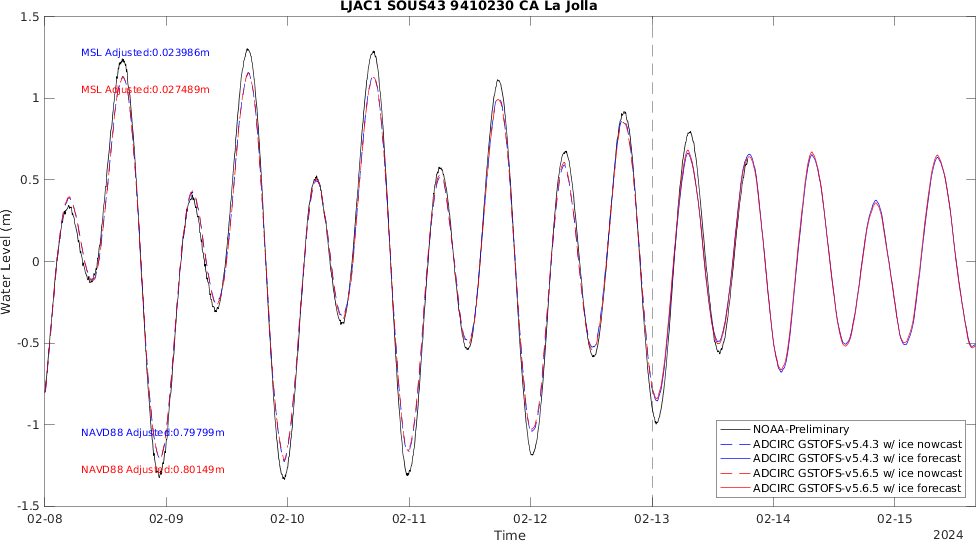 LJAC1 SOUS43 9410230 CA La Jolla
1.5
1
0.5
0
-0.5
-1
-1.5
Water Level (m)
MSL Adjusted:0.023986m
MSL Adjusted:0.027489m
NAVD88 Adjusted:0.79799m
NAVD88 Adjusted:0.80149m
NOAA-Preliminary
ADCIRC GSTOFS-v5.4.3 w/ ice nowcast
ADCIRC GSTOFS-v5.4.3 w/ ice forecast
ADCIRC GSTOFS-v5.6.5 w/ ice nowcast
ADCIRC GSTOFS-v5.6.5 w/ ice forecast
02-08 02-09 02-10 02-11 02-12 02-13 02-14 02-15
Time
2024